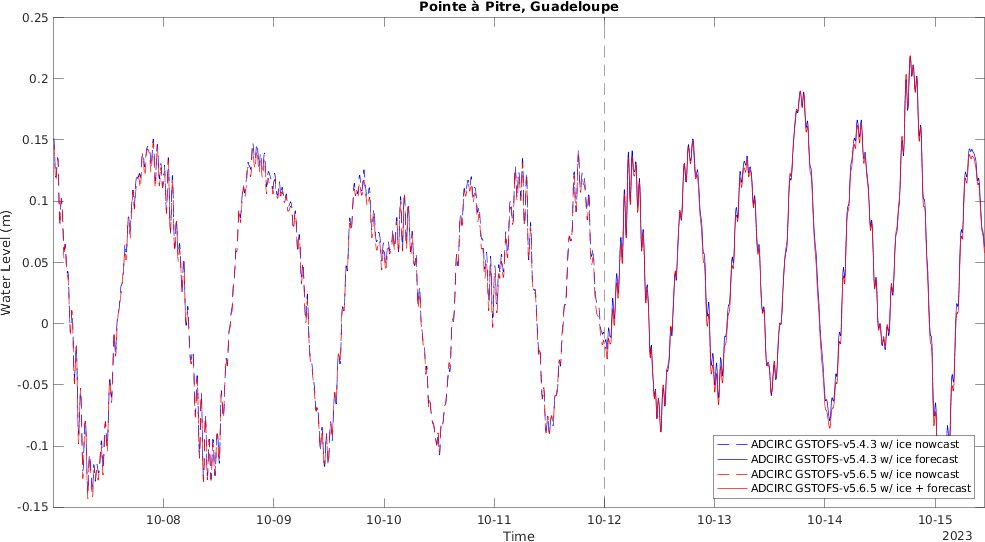 Pointe à Pitre, Guadeloupe
0.25
0.2
0.15
0.1
0.05
0
-0.05
-0.1
-0.15
Water Level (m)
ADCIRC GSTOFS-v5.4.3 w/ ice nowcast
ADCIRC GSTOFS-v5.4.3 w/ ice forecast
ADCIRC GSTOFS-v5.6.5 w/ ice nowcast
ADCIRC GSTOFS-v5.6.5 w/ ice + forecast
10-08 10-09 10-10 10-11 10-12 10-13 10-14 10-15
Time
2023